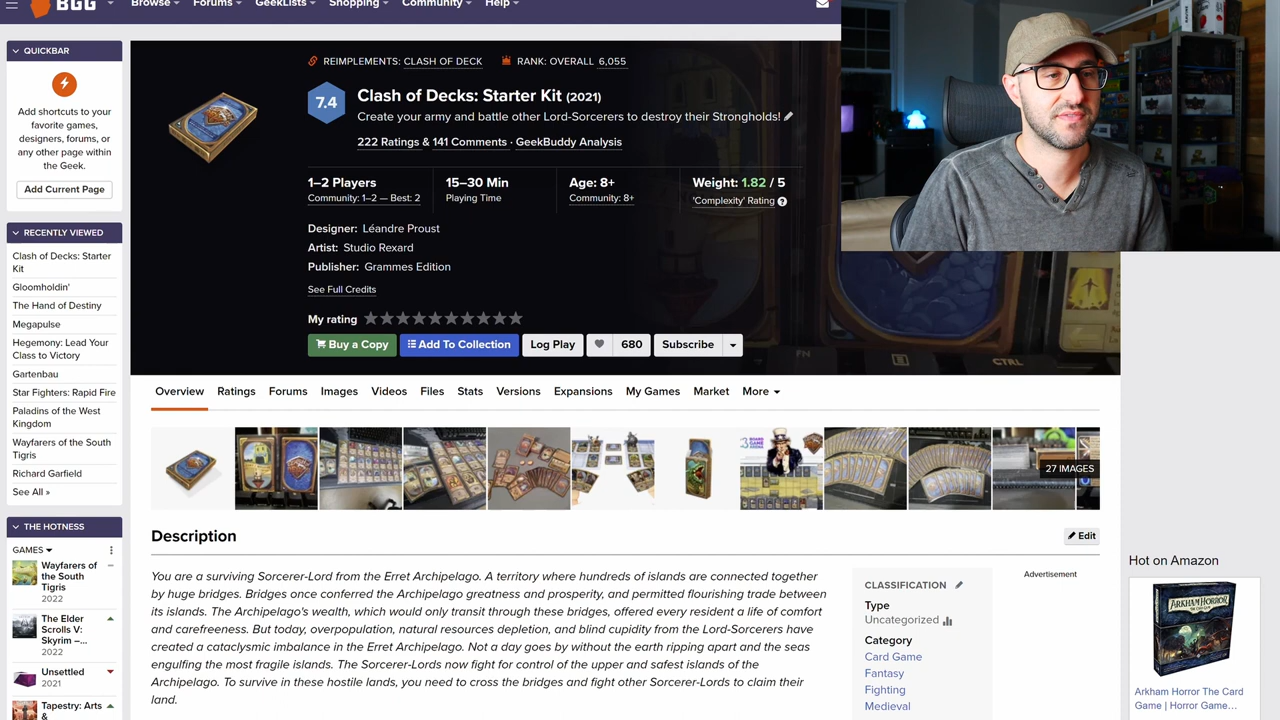 BGG
Browse Forums GeekLists Shopping Community Help
QUICKBAR
Add shortcuts to your
favorite games,
designers, forums, or
any other page within
the Geek.
Add Current Page
RECENTLY VIEWED
Clash of Decks: Starter
Kit
Gloomholdin'
The Hand of Destiny
Megapulse
Hegemony: Lead Your
Class to Victory
Gartenbau
Star Fighters: Rapid Fire
Paladins of the West
Kingdom
Wayfarers of the South
Tigris
Richard Garfield
See All »
THE HOTNESS
GAMES
Wayfarers of
the South
Tigris
2022
The Elder
Scrolls V:
Skyrim –...
2022
Unsettled
2021
Tapestry: Arts
&
REIMPLEMENTS: CLASH OF DECK RANK: OVERALL 6,055
7.4
Clash of Decks: Starter Kit (2021)
Create your army and battle other Lord-Sorcerers to destroy their Strongholds!
222 Ratings & 141 Comments · GeekBuddy Analysis
1–2 Players 15–30 Min Age: 8+ Weight: 1.82 / 5
Community: 1–2 — Best: 2 Playing Time Community: 8+ 'Complexity' Rating ?
Designer: Léandre Proust
Artist: Studio Rexard
Publisher: Grammes Edition
See Full Credits
My rating
Buy a Copy Add To Collection Log Play 680 Subscribe
FN CTRL
Overview Ratings Forums Images Videos Files Stats Versions Expansions My Games Market More
BOARD GAME ARENA
27 IMAGES
Description
Edit
You are a surviving Sorcerer-Lord from the Erret Archipelago. A territory where hundreds of islands are connected together
by huge bridges. Bridges once conferred the Archipelago greatness and prosperity, and permitted flourishing trade between
its islands. The Archipelago's wealth, which would only transit through these bridges, offered every resident a life of comfort
and carefreeness. But today, overpopulation, natural resources depletion, and blind cupidity from the Lord-Sorcerers have
created a cataclysmic imbalance in the Erret Archipelago. Not a day goes by without the earth ripping apart and the seas
englifing the most fragile islands. The Sorcerer-Lords now fight for control of the upper and safest islands of the
Archipelago. To survive in these hostile lands, you need to cross the bridges and fight other Sorcerer-Lords to claim their
land.
CLASSIFICATION
Type
Uncategorized
Category
Card Game
Fantasy
Fighting
Medieval
Advertisement
Hot on Amazon
ARKHAM HORROR
Arkham Horror The Card
Game | Horror Game...